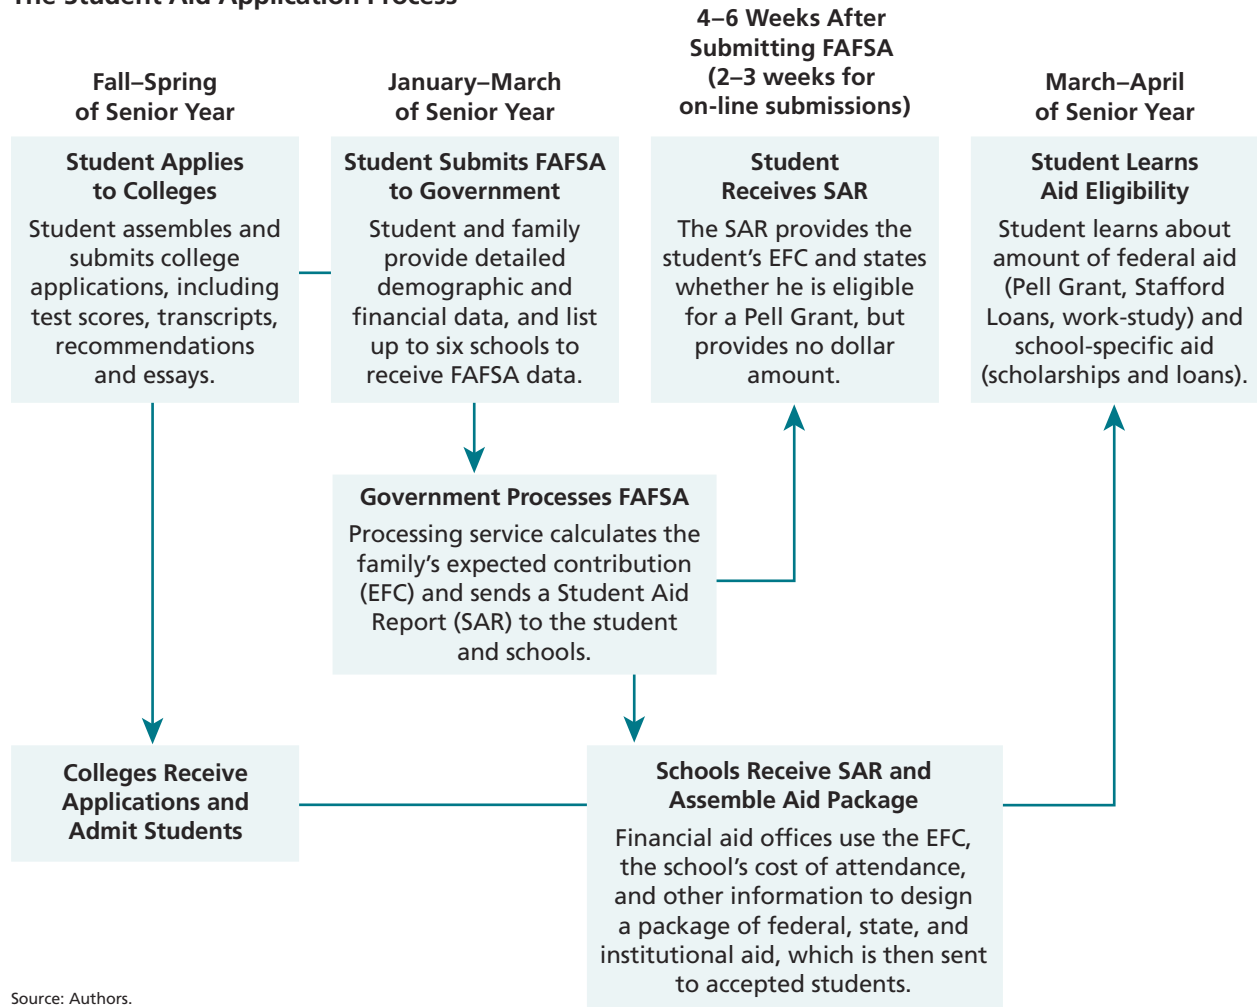 The Student Aid Application Process
Fall–Spring
of Senior Year
January–March
of Senior Year
4–6 Weeks After
Submitting FAFSA
(2–3 weeks for
on-line submissions)
March–April
of Senior Year
Student Applies
to Colleges
Student assembles and
submits college
applications, including
test scores, transcripts,
recommendations
and essays.
Student Submits FAFSA
to Government
Student and family
provide detailed
demographic and
financial data, and list
up to six schools to
receive FAFSA data.
Student
Receives SAR
The SAR provides the
student’s EFC and states
whether he is eligible
for a Pell Grant, but
provides no dollar
amount.
Student Learns
Aid Eligibility
Student learns about
amount of federal aid
(Pell Grant, Stafford
Loans, work-study) and
school-specific aid
(scholarships and loans).
Government Processes FAFSA
Processing service calculates the
family’s expected contribution
(EFC) and sends a Student Aid
Report (SAR) to the student
and schools.
Colleges Receive
Applications and
Admit Students
Schools Receive SAR and
Assemble Aid Package
Financial aid offices use the EFC,
the school’s cost of attendance,
and other information to design
a package of federal, state, and
institutional aid, which is then sent
to accepted students.
Source: Authors.